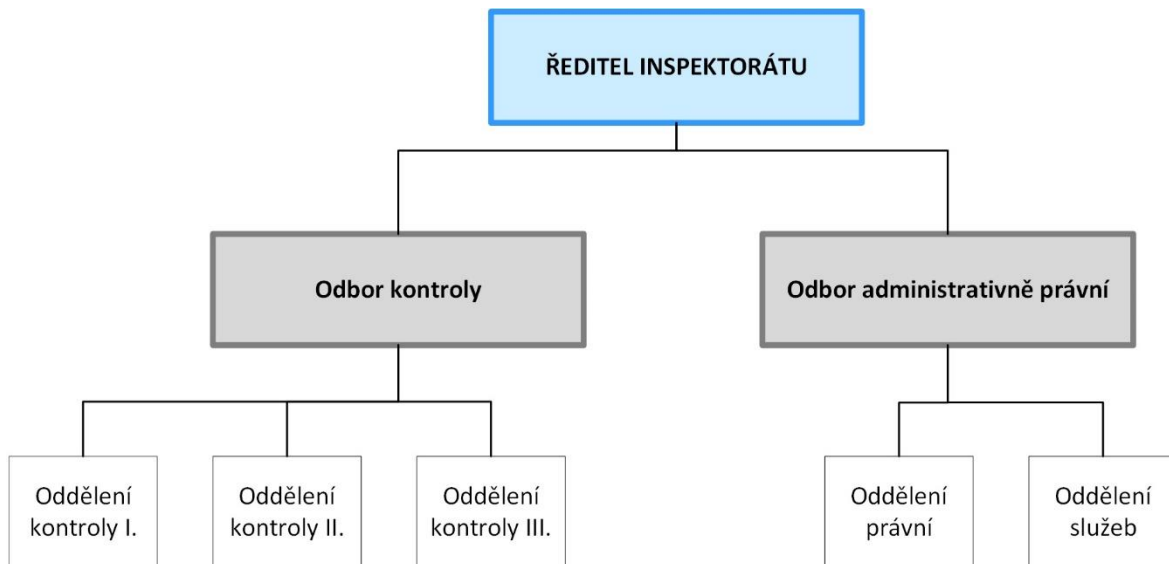 ŘEDITEL INSPEKTORÁTU
Odbor kontroly
Odbor administrativně právní
Oddělení
kontroly I.
Oddělení
kontroly II.
Oddělení
kontroly III.
Oddělení
právní
Oddělení
služeb